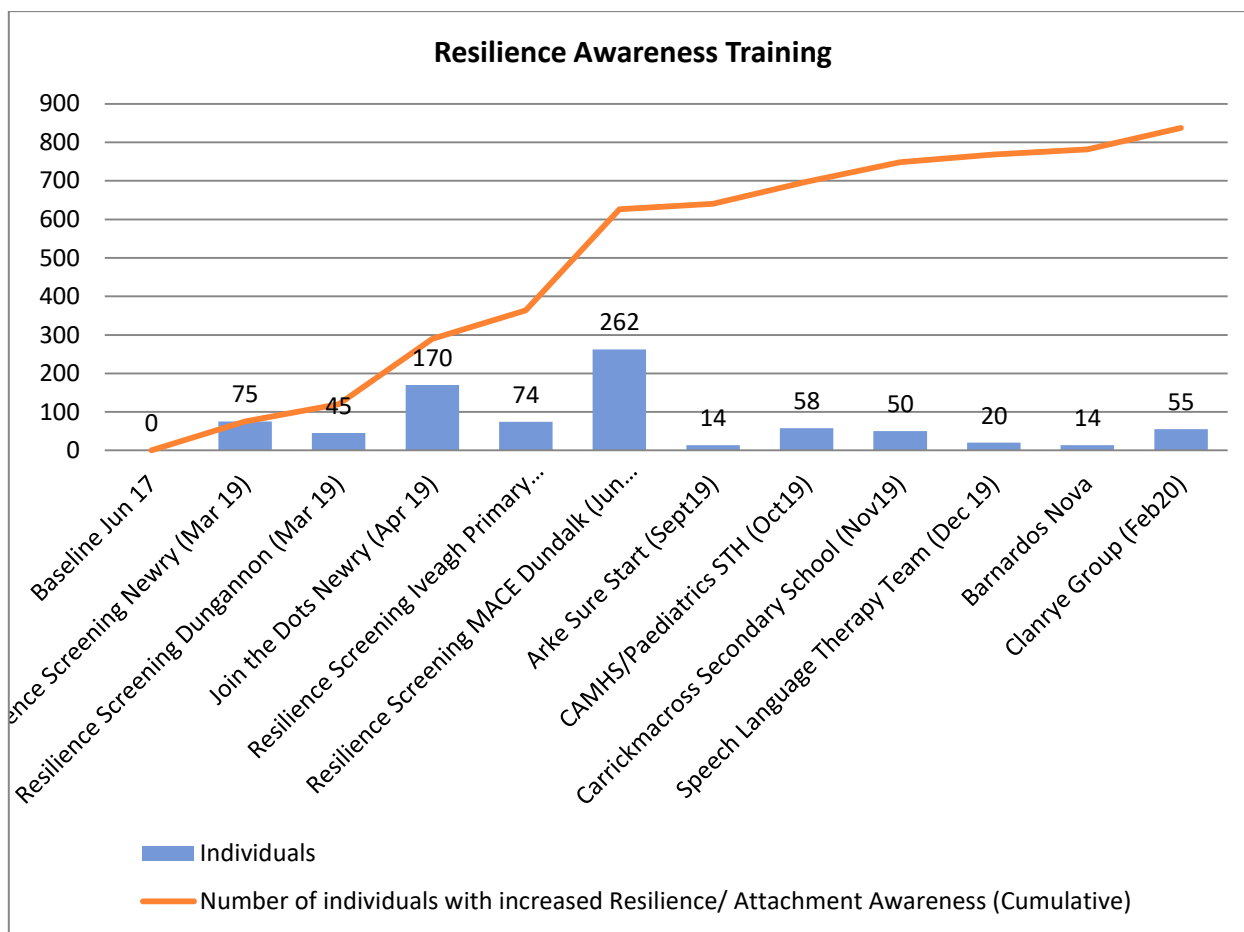 Resilience Awareness Training
900
800
700
600
500
400
300
200
100
0
0
75
45
170
74
262
14
58
50
20
14
55
Baseline Jun 17
ence Screening Newry (Mar 19)
Resilience Screening Dungannon (Mar 19)
Join the Dots Newry (Apr 19)
Resilience Screening Iveagh Primary...
Resilience Screening MACE Dundalk (Jun...
Arke Sure Start (Sept19)
CAMHS/Paediatrics STH (Oct19)
Carrickmacross Secondary School (Nov19)
Speech Language Therapy Team (Dec 19)
Barnardos Nova
Clanrye Group (Feb20)
Individuals
Number of individuals with increased Resilience/ Attachment Awareness (Cumulative)